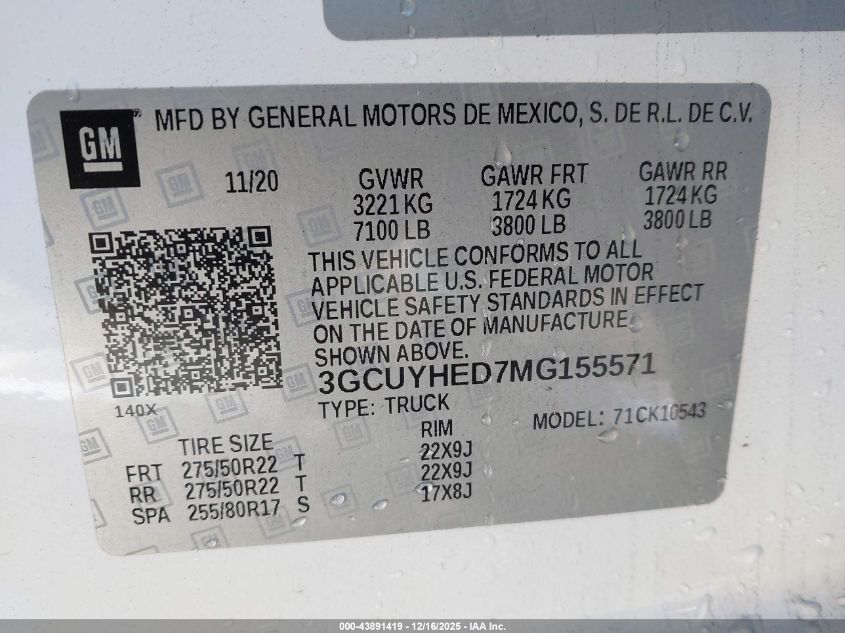 GM
MFD BY GENERAL MOTORS DE MEXICO, S. DE R.L. DE C.V.
11/20 GVWR GAWR FRT GAWR RR
3221 KG 1724 KG 1724 KG
7100 LB 3800 LB 3800 LB
THIS VEHICLE CONFORMS TO ALL
APPLICABLE U.S. FEDERAL MOTOR
VEHICLE SAFETY STANDARDS IN EFFECT
ON THE DATE OF MANUFACTURE
SHOWN ABOVE.
3GCUYHED7MG155571
140X
TYPE: TRUCK MODEL: 71CK10543
TIRE SIZE RIM
FRT 275/50R22 T 22X9J
RR 275/50R22 T 22X9J
SPA 255/80R17 S 17X8J
000-43891419 - 12/16/2025 - IAA Inc.